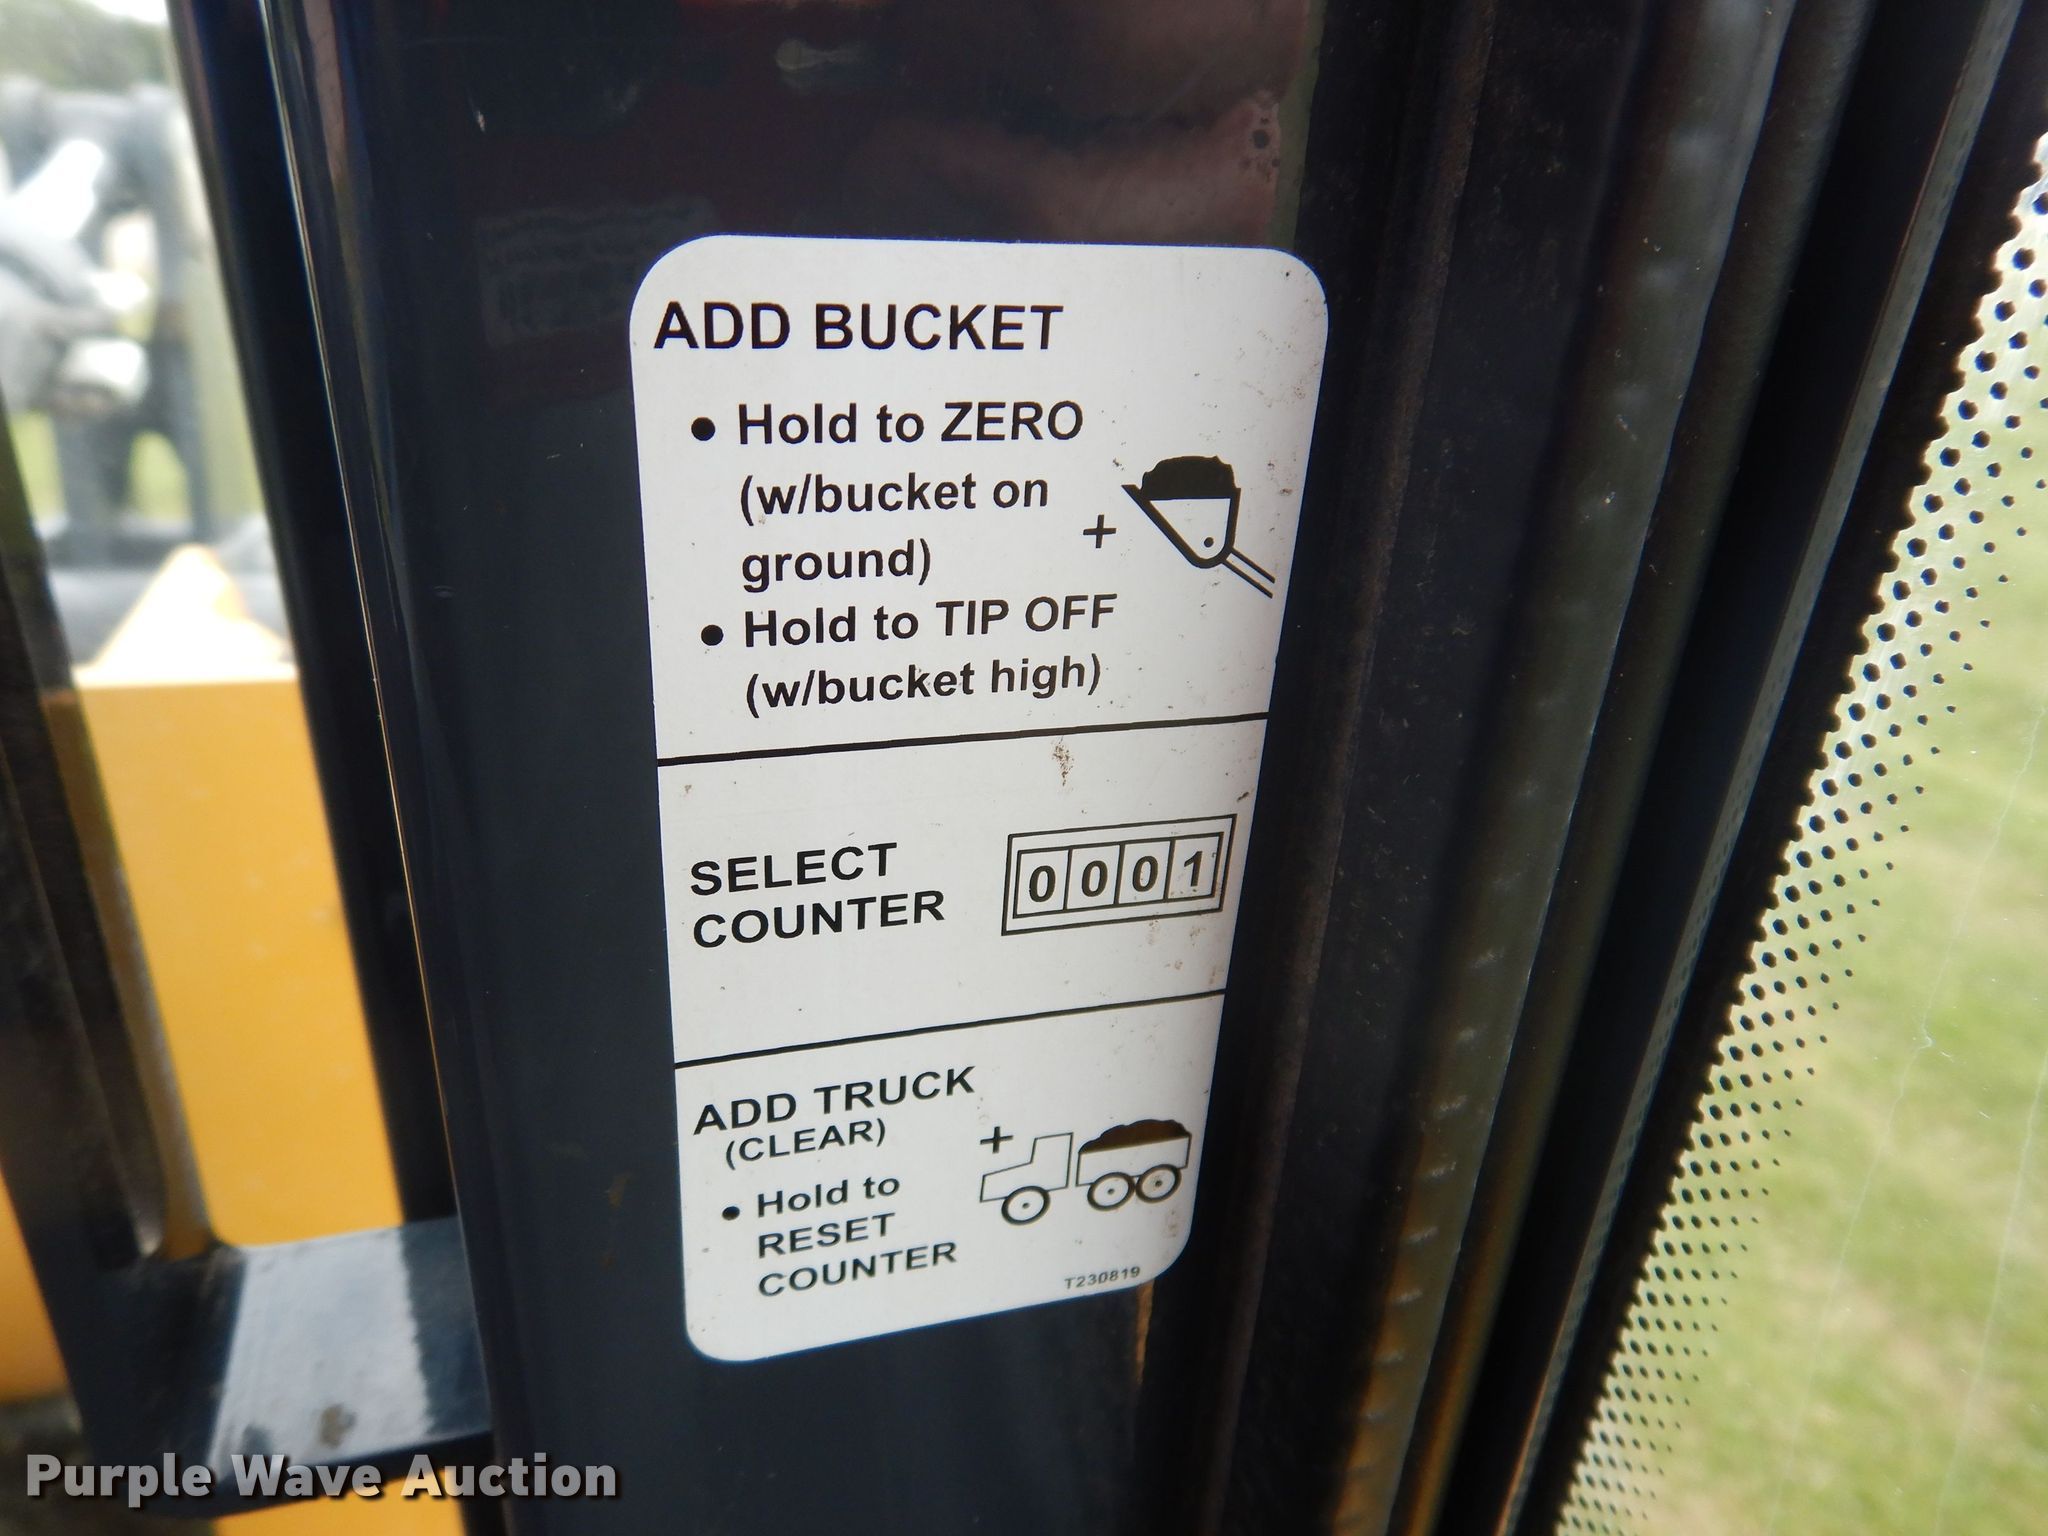 ADD BUCKET
• Hold to ZERO
(w/bucket on
ground)
+
• Hold to TIP OFF
(w/bucket high)
SELECT
COUNTER
0001
ADD TRUCK
(CLEAR)
+
• Hold to
RESET
COUNTER
T230819
Purple Wave Auction